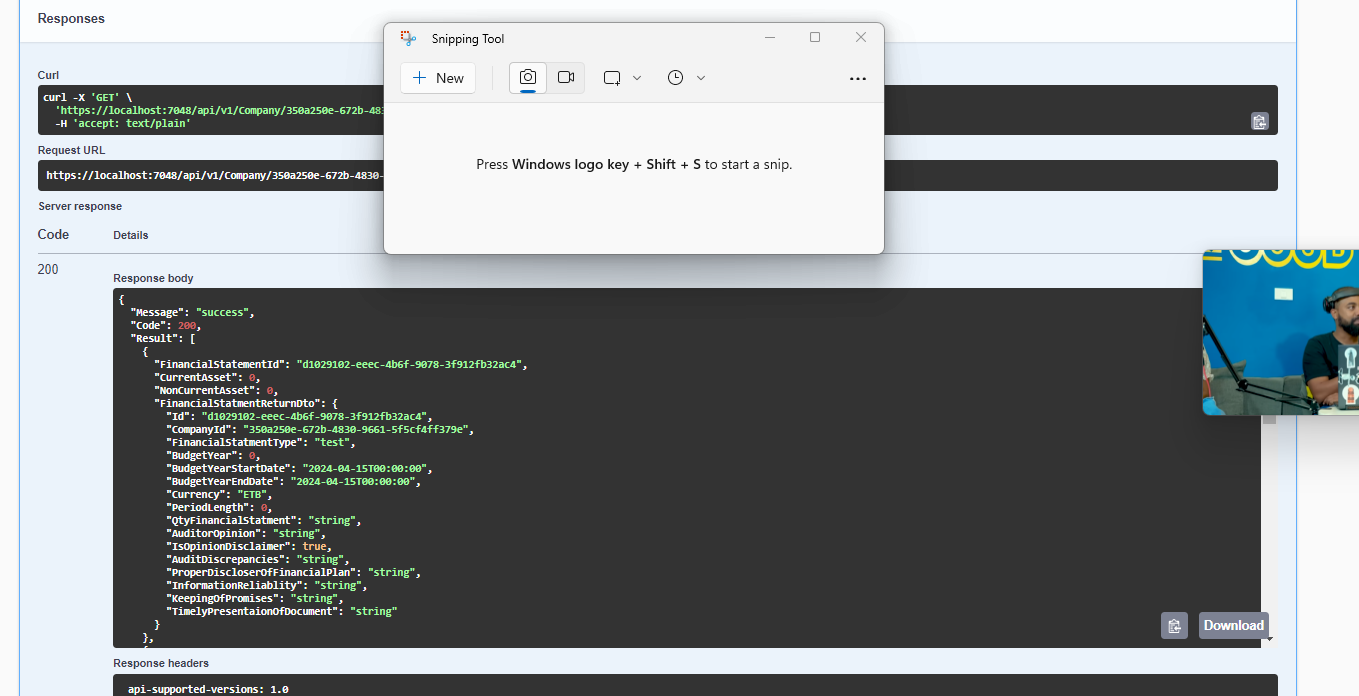 Responses
Snipping Tool
New
Press Windows logo key + Shift + S to start a snip.
Curl
curl -X 'GET' \
'https://localhost:7048/api/v1/Company/350a250e-672b-483
-H 'accept: text/plain'
Request URL
https://localhost:7048/api/v1/Company/350a250e-672b-4830-
Server response
Code Details
200
Response body
{
"Message": "success",
"Code": 200,
"Result": [
{
"FinancialStatementId": "d1029102-eeec-4b6f-9078-3f912fb32ac4",
"CurrentAsset": 0,
"NonCurrentAsset": 0,
"FinancialStatmentReturnDto": {
"Id": "d1029102-eeec-4b6f-9078-3f912fb32ac4",
"CompanyId": "350a250e-672b-4830-9661-5f5cf4ff379e",
"FinancialStatmentType": "test",
"BudgetYear": 0,
"BudgetYearStartDate": "2024-04-15T00:00:00",
"BudgetYearEndDate": "2024-04-15T00:00:00",
"Currency": "ETB",
"PeriodLength": 0,
"QtyFinancialStatment": "string",
"AuditorOpinion": "string",
"IsOpinionDisclaimer": true,
"AuditDiscrepancies": "string",
"ProperDiscloserOfFinancialPlan": "string",
"InformationReliablity": "string",
"KeepingOfPromises": "string",
"TimelyPresentaionOfDocument": "string"
}
},
Download
Response headers
api-supported-versions: 1.0